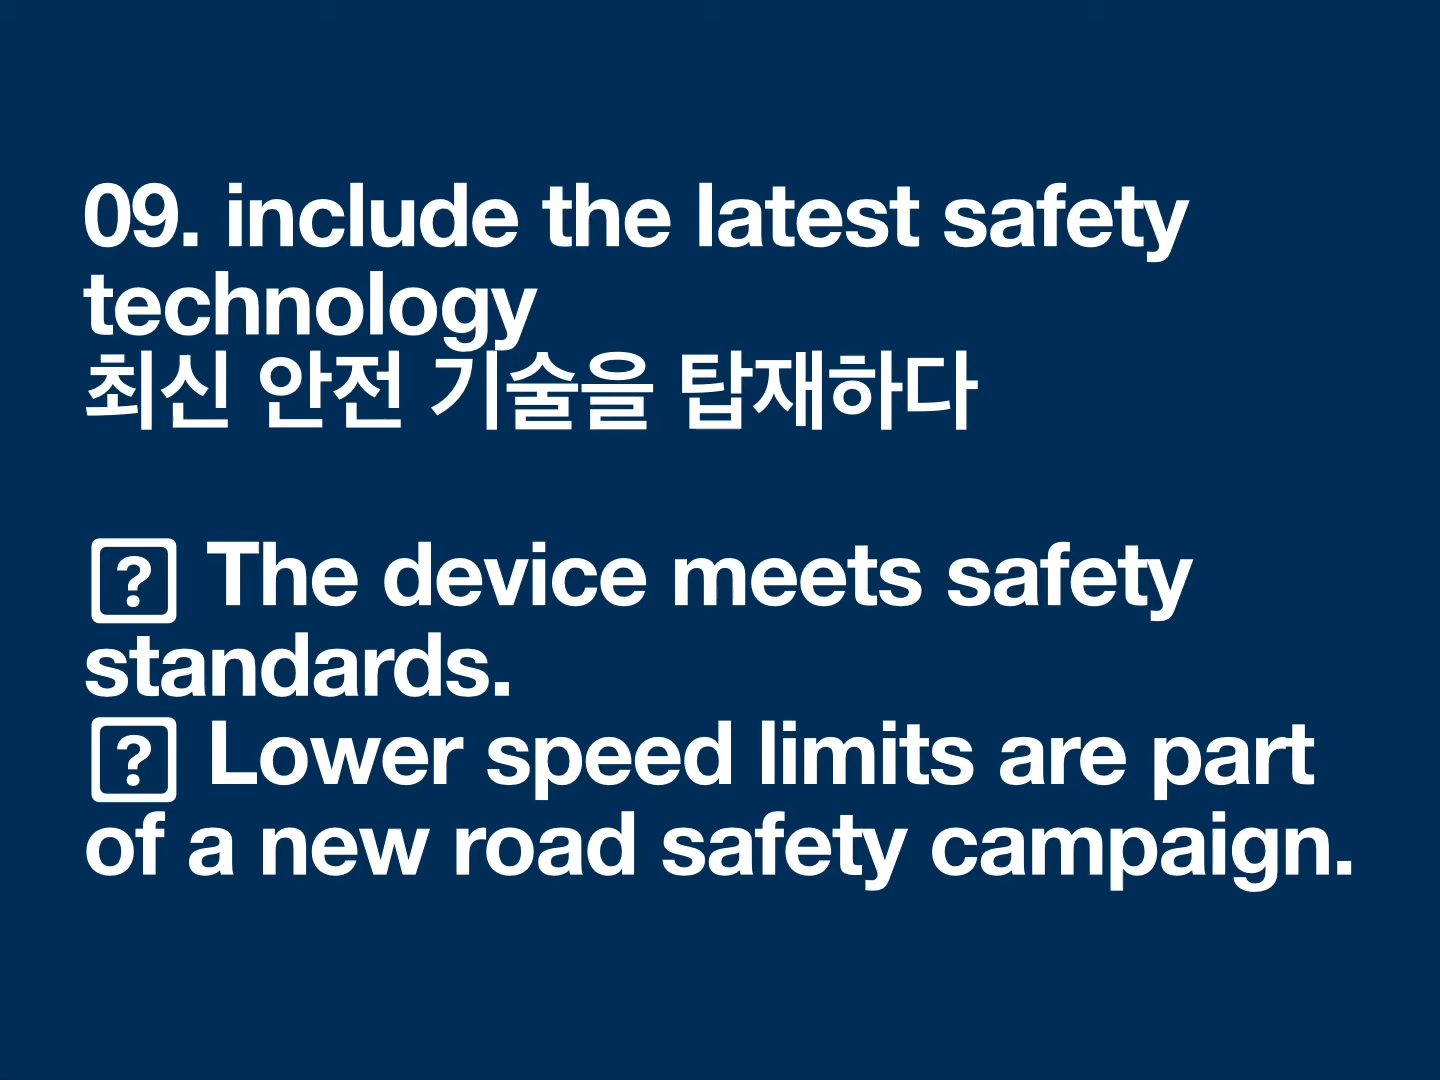 09. include the latest safety
technology
최신 안전 기술을 탑재하다
⍰ The device meets safety
standards.
⍰ Lower speed limits are part
of a new road safety campaign.